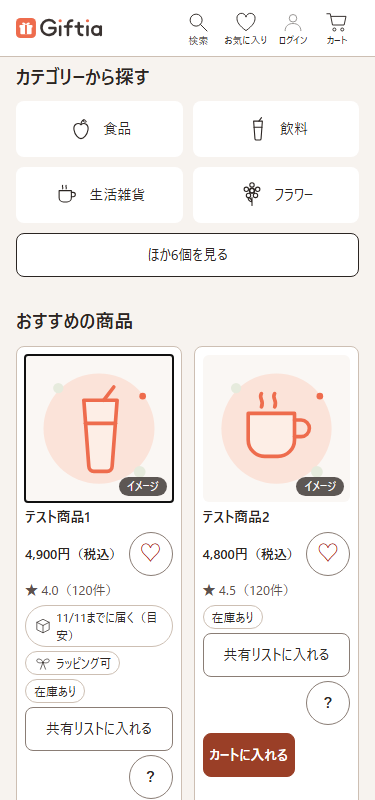 Giftia
検索
お気に入り
ログイン
カート
カテゴリーから探す
食品
飲料
生活雑貨
フラワー
ほか6個を見る
おすすめの商品
イメージ
テスト商品1
4,900円（税込）
★ 4.0（120件）
11/11までに届く（目
安）
ラッピング可
在庫あり
共有リストに入れる
?
イメージ
テスト商品2
4,800円（税込）
★ 4.5（120件）
在庫あり
共有リストに入れる
?
カートに入れる